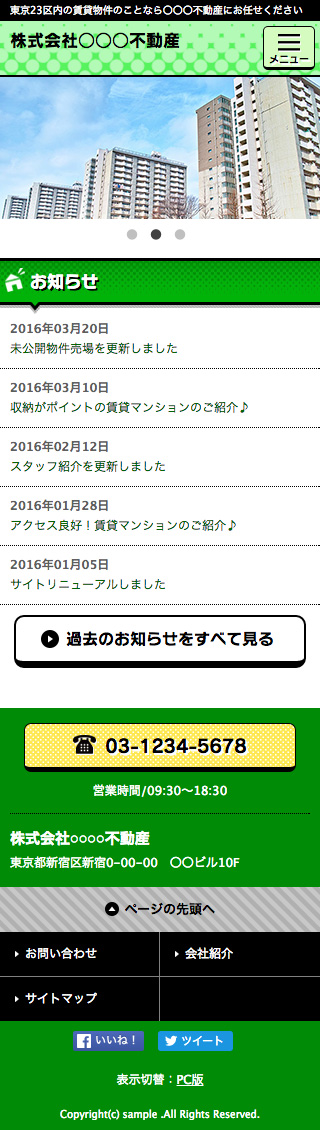 東京23区内の賃貸物件のことなら〇〇〇不動産にお任せください
株式会社〇〇〇不動産
メニュー
お知らせ
2016年03月20日
未公開物件売場を更新しました
2016年03月10日
収納がポイントの賃貸マンションのご紹介♪
2016年02月12日
スタッフ紹介を更新しました
2016年01月28日
アクセス良好！賃貸マンションのご紹介♪
2016年01月05日
サイトリニューアルしました
過去のお知らせをすべて見る
03-1234-5678
営業時間/09:30〜18:30
株式会社○○○○不動産
東京都新宿区新宿0-00-00　〇〇ビル10F
ページの先頭へ
お問い合わせ
会社紹介
サイトマップ
いいね！
ツイート
表示切替：PC版
Copyright(c) sample .All Rights Reserved.